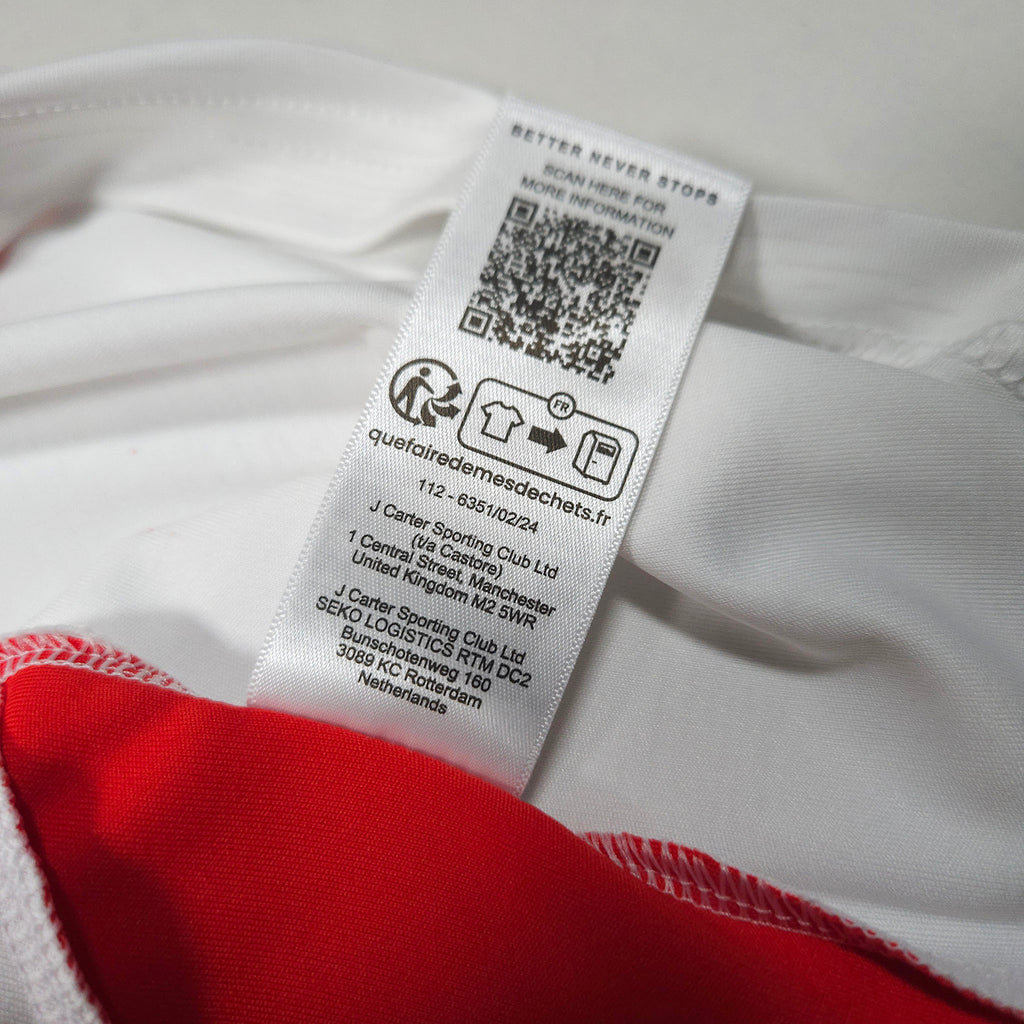 BETTER NEVER STOPS
SCAN HERE FOR
MORE INFORMATION
FR
quefairedemesdechets.fr
112 - 6351/02/24
J Carter Sporting Club Ltd
(t/a Castore)
1 Central Street, Manchester
United Kingdom M2 5WR
J Carter Sporting Club Ltd
SEKO LOGISTICS RTM DC2
Bunschotenweg 160
3089 KC Rotterdam
Netherlands